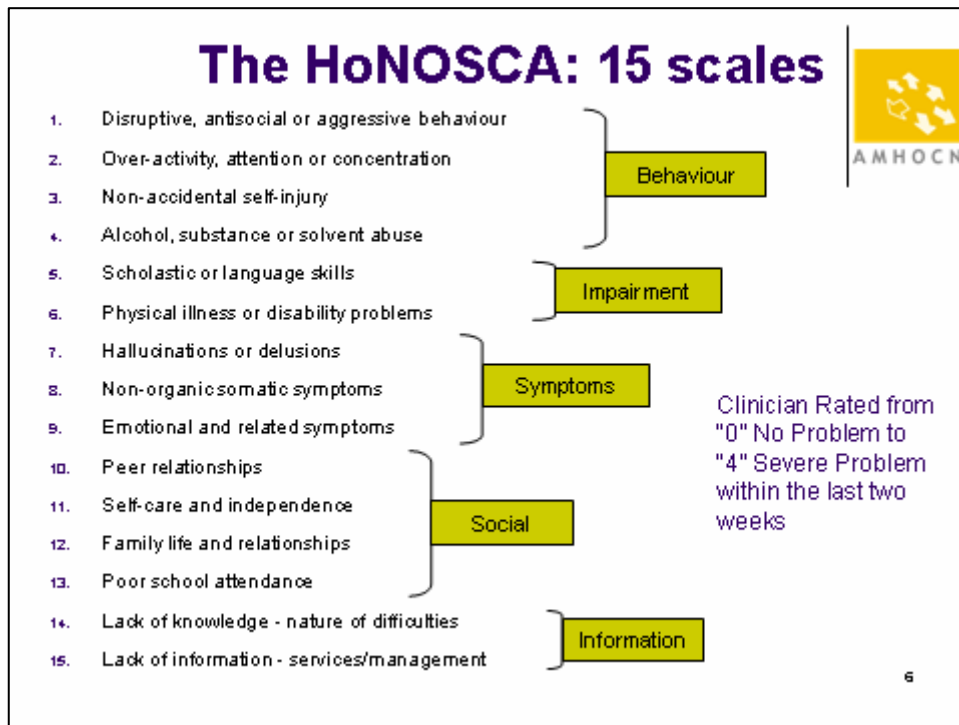 The HoNOSCA: 15 scales
AMHOCN
1. Disruptive, antisocial or aggressive behaviour
2. Over-activity, attention or concentration
3. Non-accidental self-injury
4. Alcohol, substance or solvent abuse
Behaviour
5. Scholastic or language skills
6. Physical illness or disability problems
Impairment
7. Hallucinations or delusions
8. Non-organic somatic symptoms
9. Emotional and related symptoms
Symptoms
10. Peer relationships
11. Self-care and independence
12. Family life and relationships
13. Poor school attendance
Social
14. Lack of knowledge - nature of difficulties
15. Lack of information - services/management
Information
Clinician Rated from
"0" No Problem to
"4" Severe Problem
within the last two
weeks
6